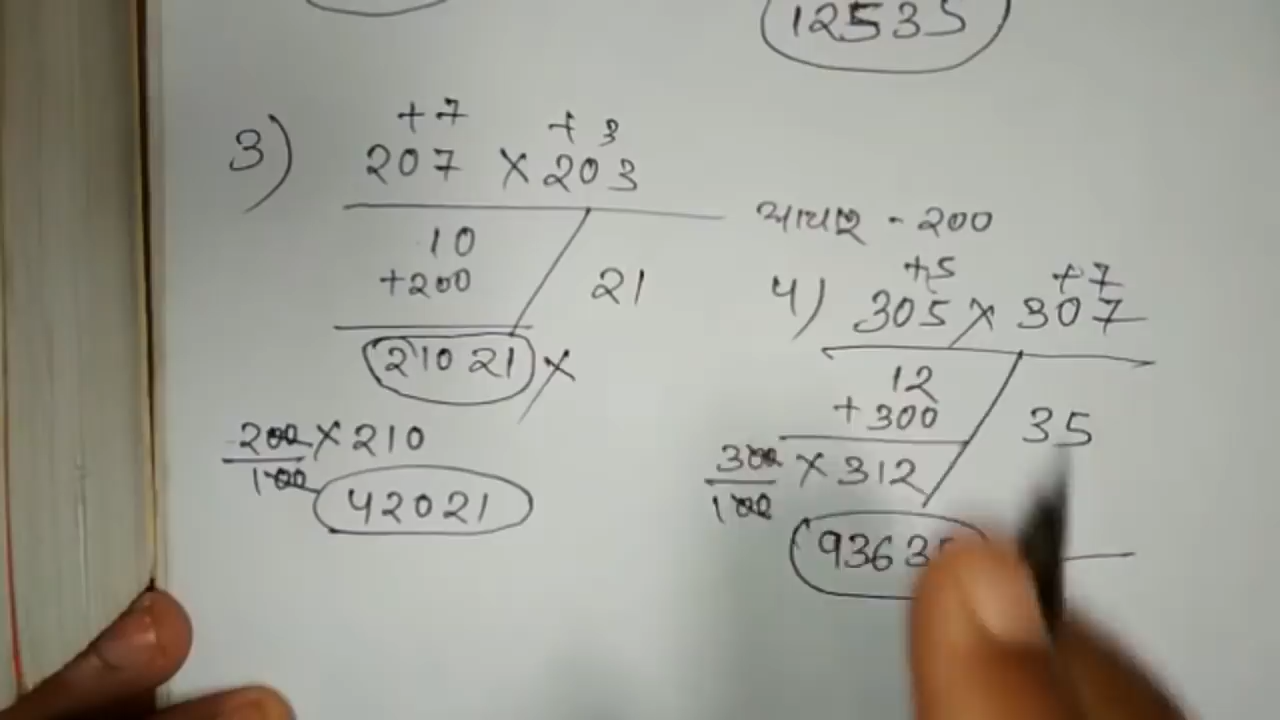 12535
3)
+7 +3
207 × 203
10
+200
21
21021 ×
200/100 × 210
42021
आधार - 200
4)
+5 +7
305 × 307
12
+300
35
300/100 × 312
9363